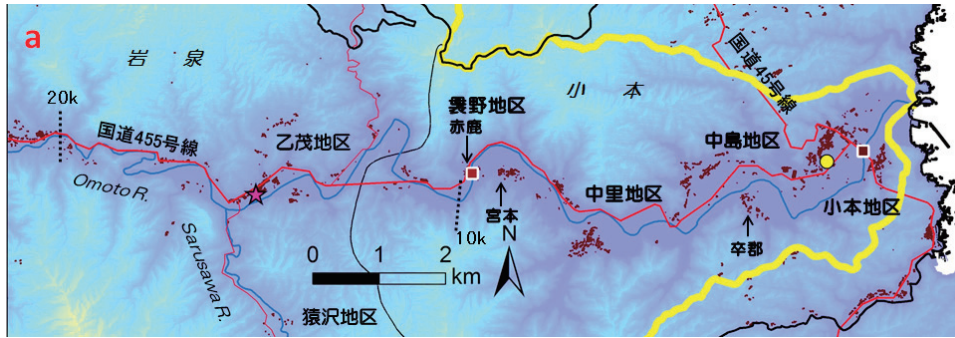 a
岩 泉
20k
国道455号線
Omoto R.
Sarusawa R.
乙茂地区
猿沢地区
0 1 2
km
小 本
袰野地区
赤鹿
10k
宮本
N
中里地区
国道45号線
中島地区
小本地区
卒郡